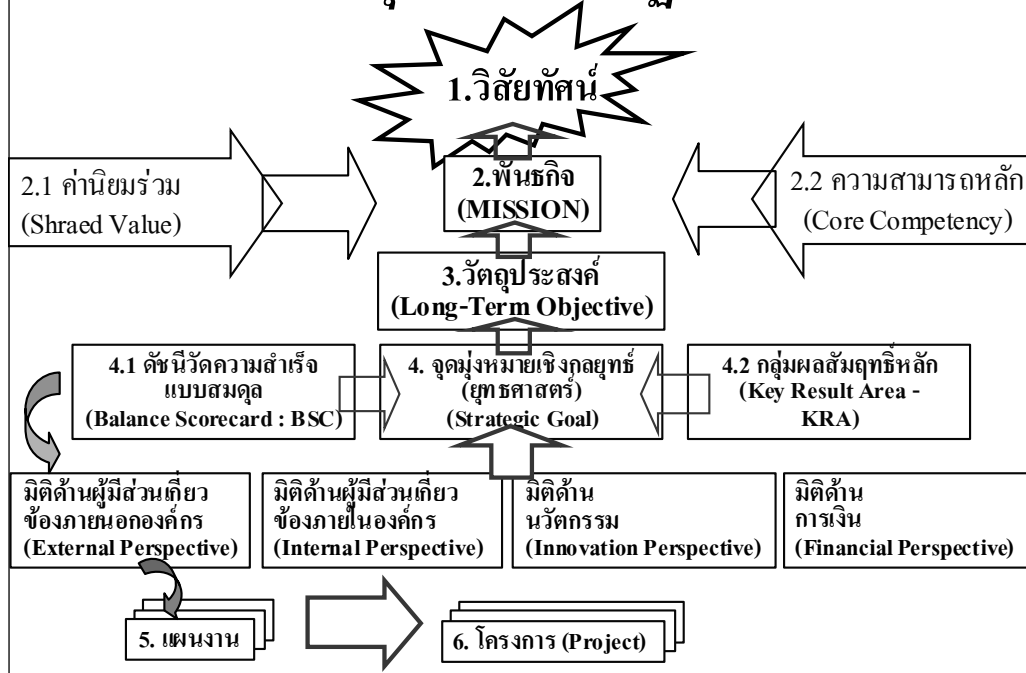 1.วิสัยทัศน์
2.1 ค่านิยมร่วม
(Shraed Value)
2.พันธกิจ
(MISSION)
2.2 ความสามารถหลัก
(Core Competency)
3.วัตถุประสงค์
(Long-Term Objective)
4.1 ดัชนีวัดความสำเร็จ
แบบสมดุล
(Balance Scorecard : BSC)
4. จุดมุ่งหมายเชิงกลยุทธ์
(ยุทธศาสตร์)
(Strategic Goal)
4.2 กลุ่มผลสัมฤทธิ์หลัก
(Key Result Area -
KRA)
มิติด้านผู้มีส่วนเกี่ยว
ข้องภายนอกองค์กร
(External Perspective)
มิติด้านผู้มีส่วนเกี่ยว
ข้องภายในองค์กร
(Internal Perspective)
มิติด้าน
นวัตกรรม
(Innovation Perspective)
มิติด้าน
การเงิน
(Financial Perspective)
5. แผนงาน
6. โครงการ (Project)